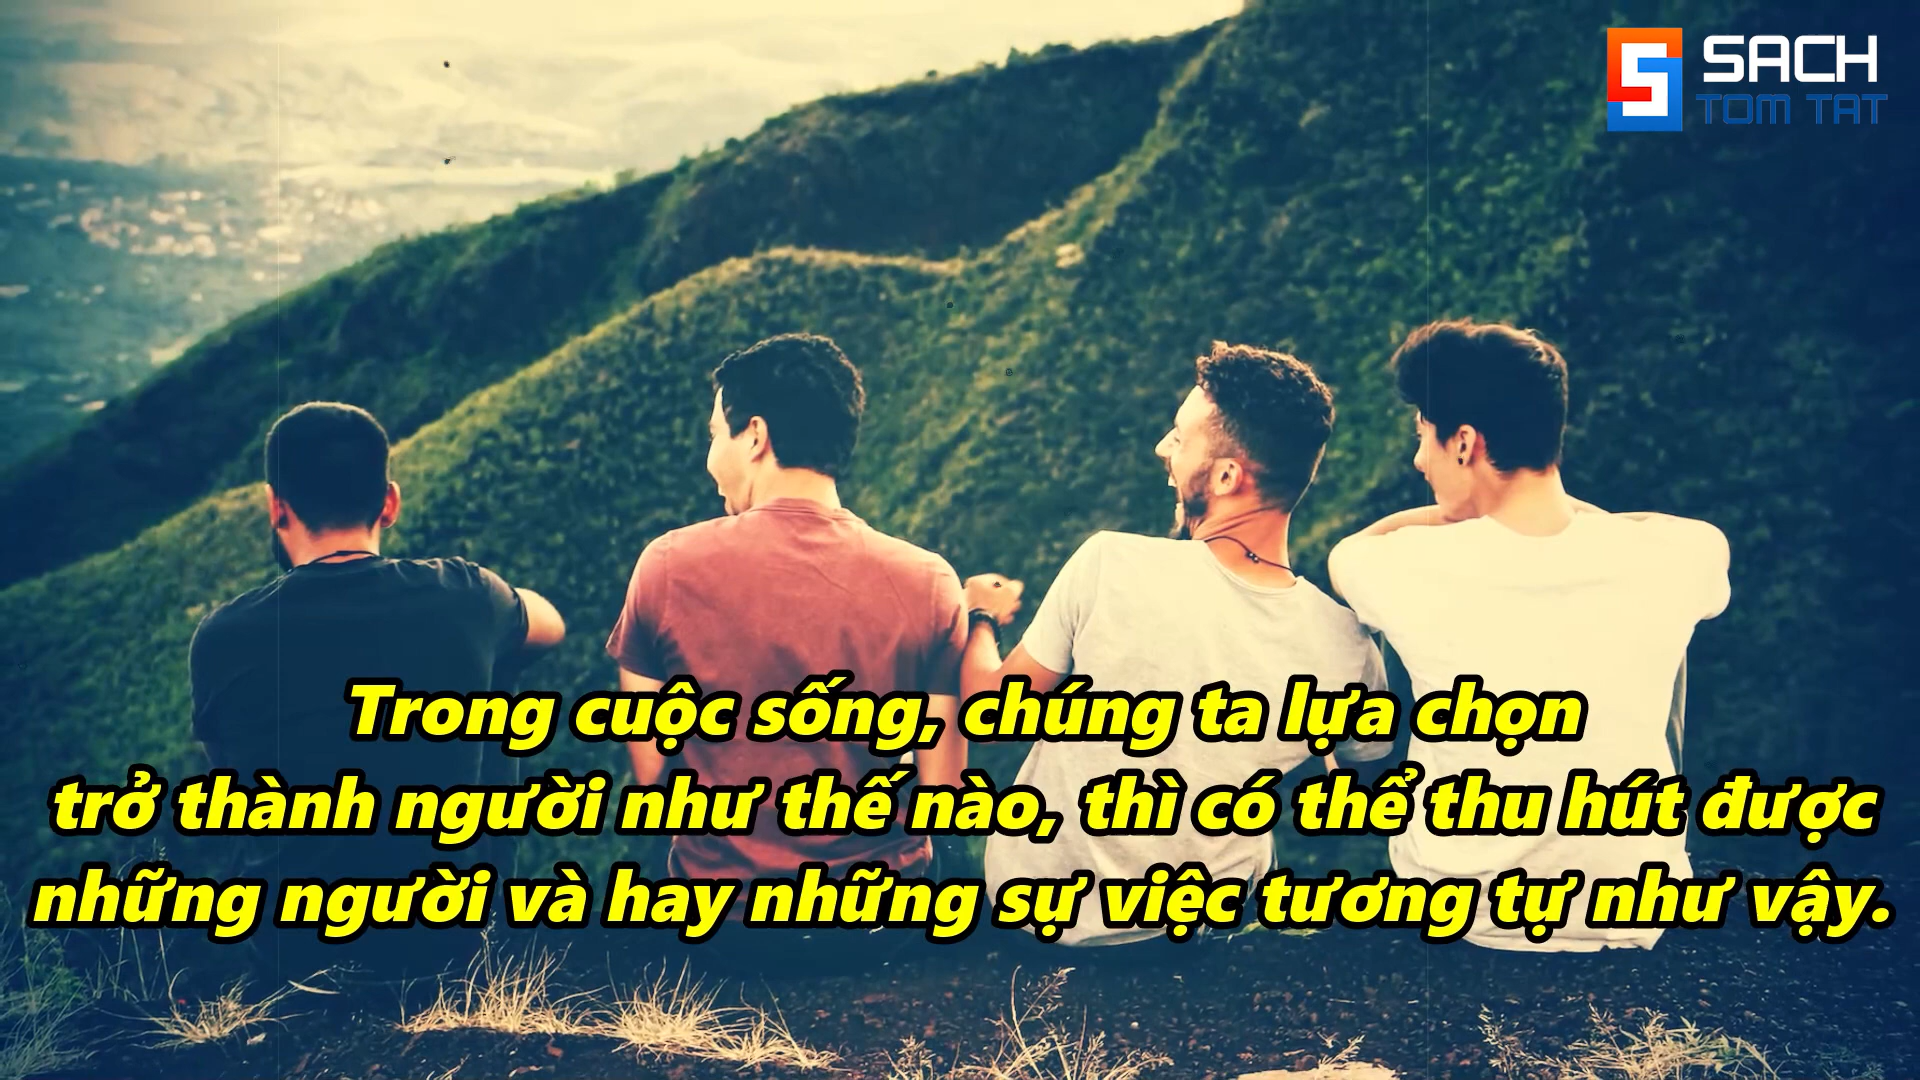 SACH
TOM TAT
Trong cuộc sống, chúng ta lựa chọn
trở thành người như thế nào, thì có thể thu hút được
những người và hay những sự việc tương tự như vậy.